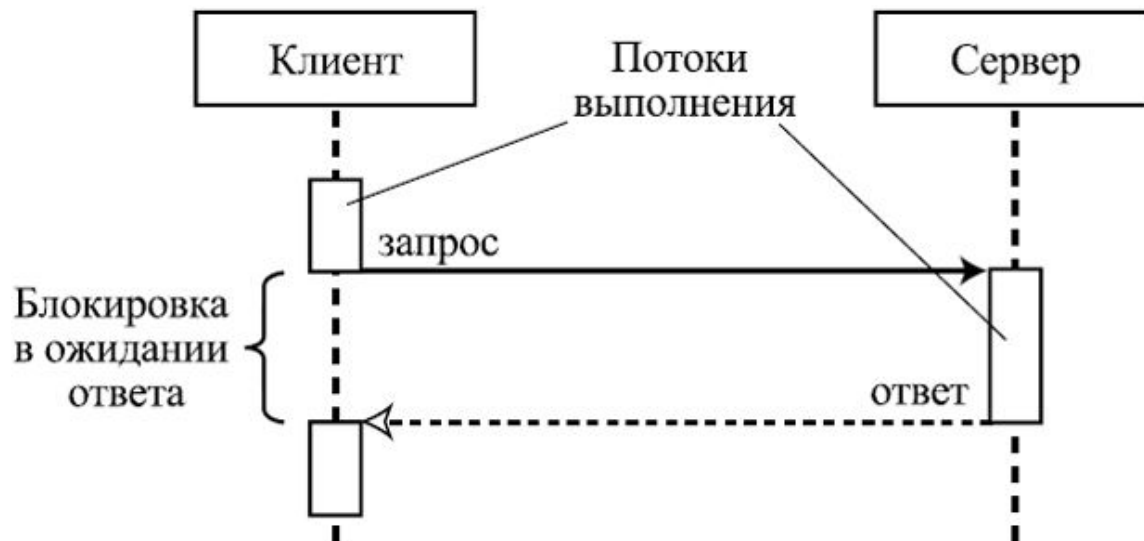 Клиент
Потоки
выполнения
Сервер
запрос
Блокировка
в ожидании
ответа
ответ